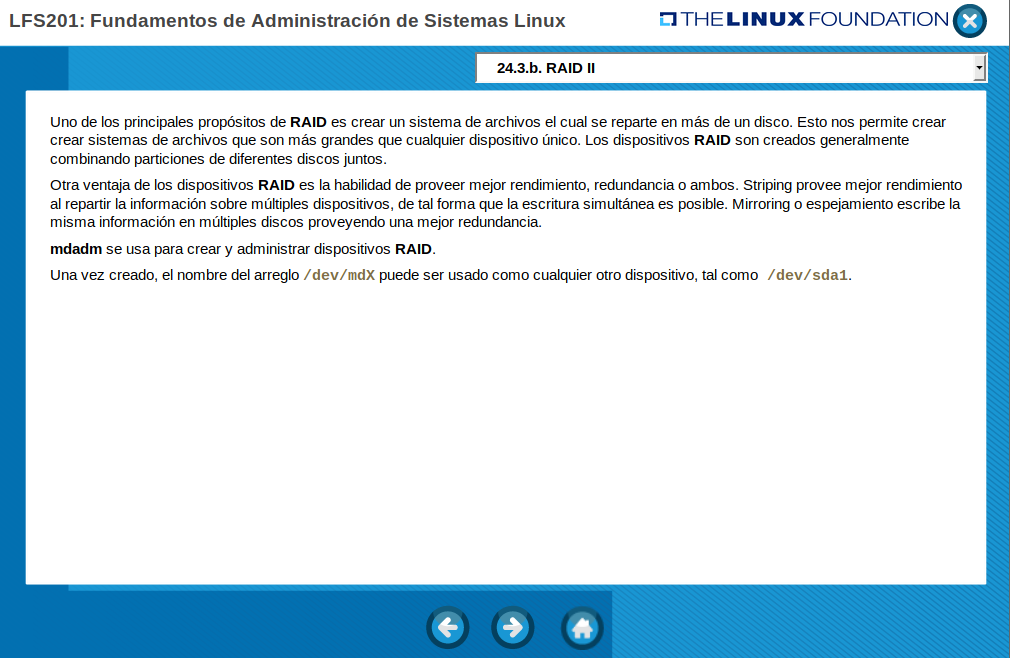 LFS201: Fundamentos de Administración de Sistemas Linux
THE LINUX FOUNDATION
24.3.b. RAID II
Uno de los principales propósitos de RAID es crear un sistema de archivos el cual se reparte en más de un disco. Esto nos permite crear
crear sistemas de archivos que son más grandes que cualquier dispositivo único. Los dispositivos RAID son creados generalmente
combinando particiones de diferentes discos juntos.
Otra ventaja de los dispositivos RAID es la habilidad de proveer mejor rendimiento, redundancia o ambos. Striping provee mejor rendimiento
al repartir la información sobre múltiples dispositivos, de tal forma que la escritura simultánea es posible. Mirroring o espejamiento escribe la
misma información en múltiples discos proveyendo una mejor redundancia.
mdadm se usa para crear y administrar dispositivos RAID.
Una vez creado, el nombre del arreglo /dev/mdX puede ser usado como cualquier otro dispositivo, tal como /dev/sda1.